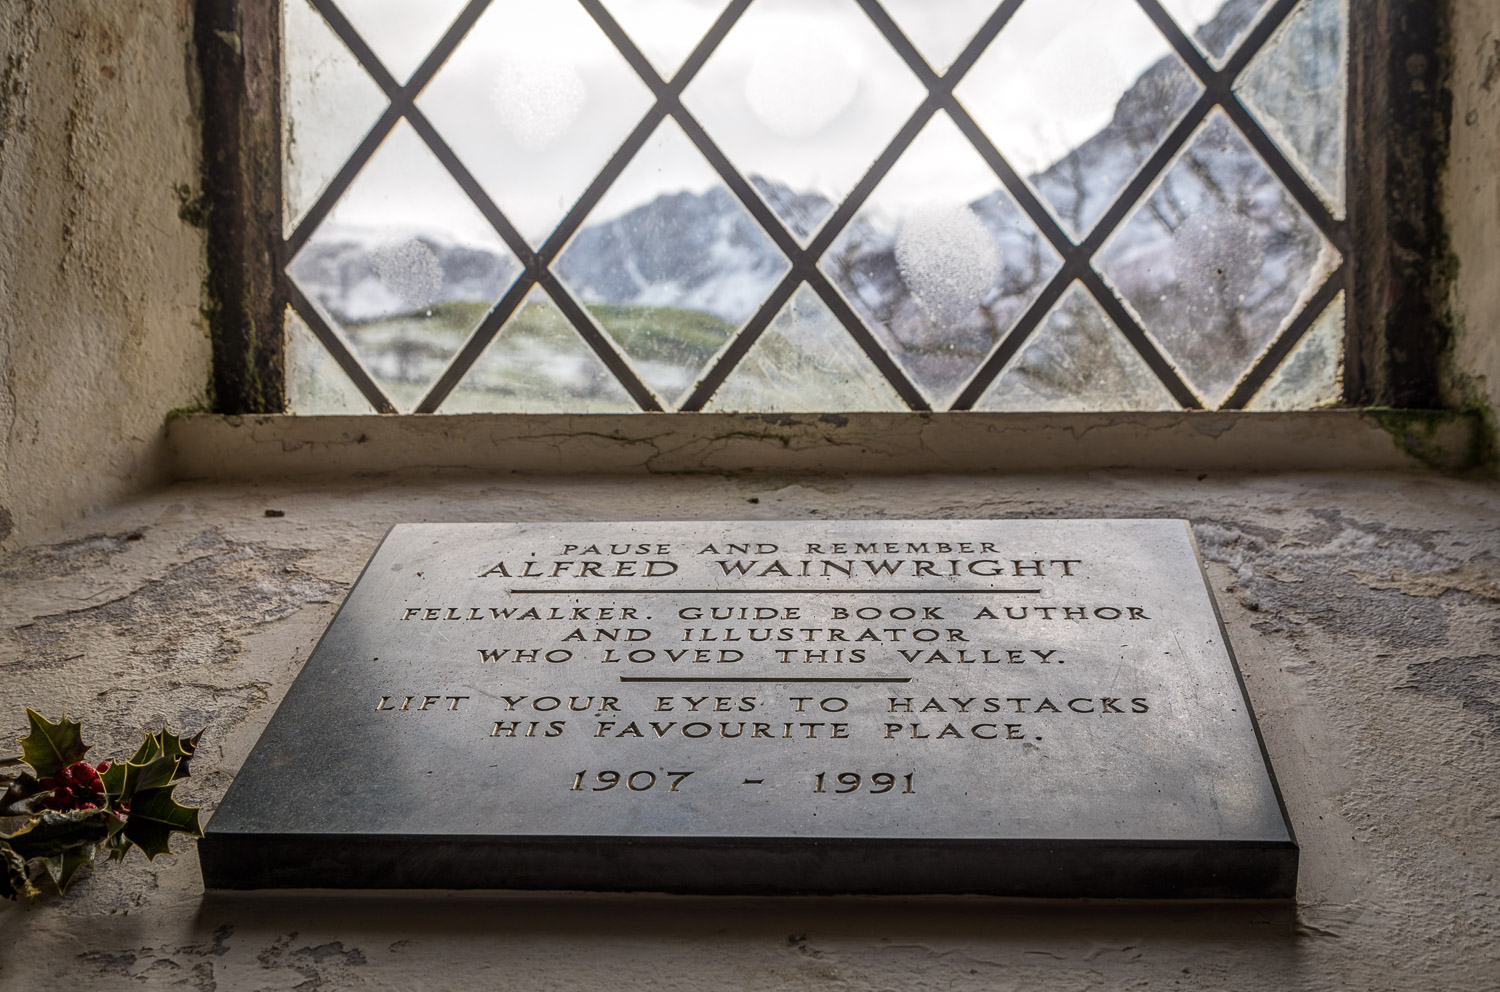 PAUSE AND REMEMBER
ALFRED WAINWRIGHT
FELLWALKER. GUIDE BOOK AUTHOR
AND ILLUSTRATOR
WHO LOVED THIS VALLEY.
LIFT YOUR EYES TO HAYSTACKS
HIS FAVOURITE PLACE.
1907 - 1991